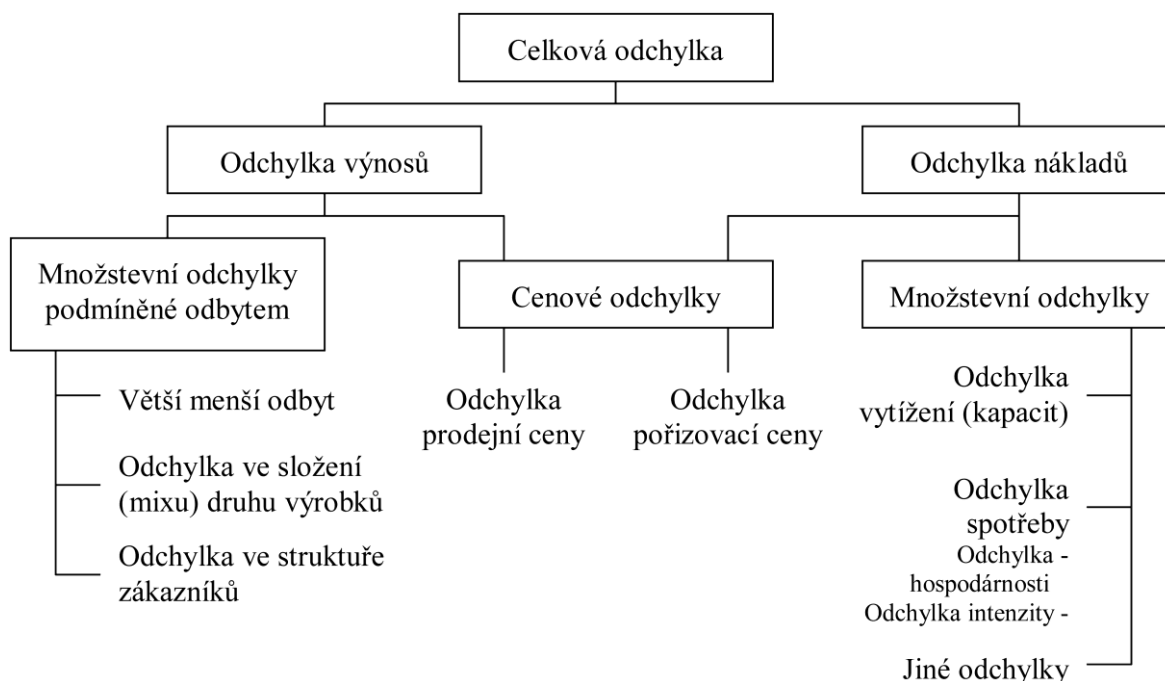 Celková odchylka
Odchylka výnosů
Odchylka nákladů
Množstevní odchylky
podmíněné odbytem
Cenové odchylky
Množstevní odchylky
Větší menší odbyt
Odchylka ve složení
(mixu) druhu výrobků
Odchylka ve struktuře
zákazníků
Odchylka
prodejní ceny
Odchylka
pořizovací ceny
Odchylka
vytížení (kapacit)
Odchylka
spotřeby
Odchylka -
hospodárnosti
Odchylka intenzity -
Jiné odchylky